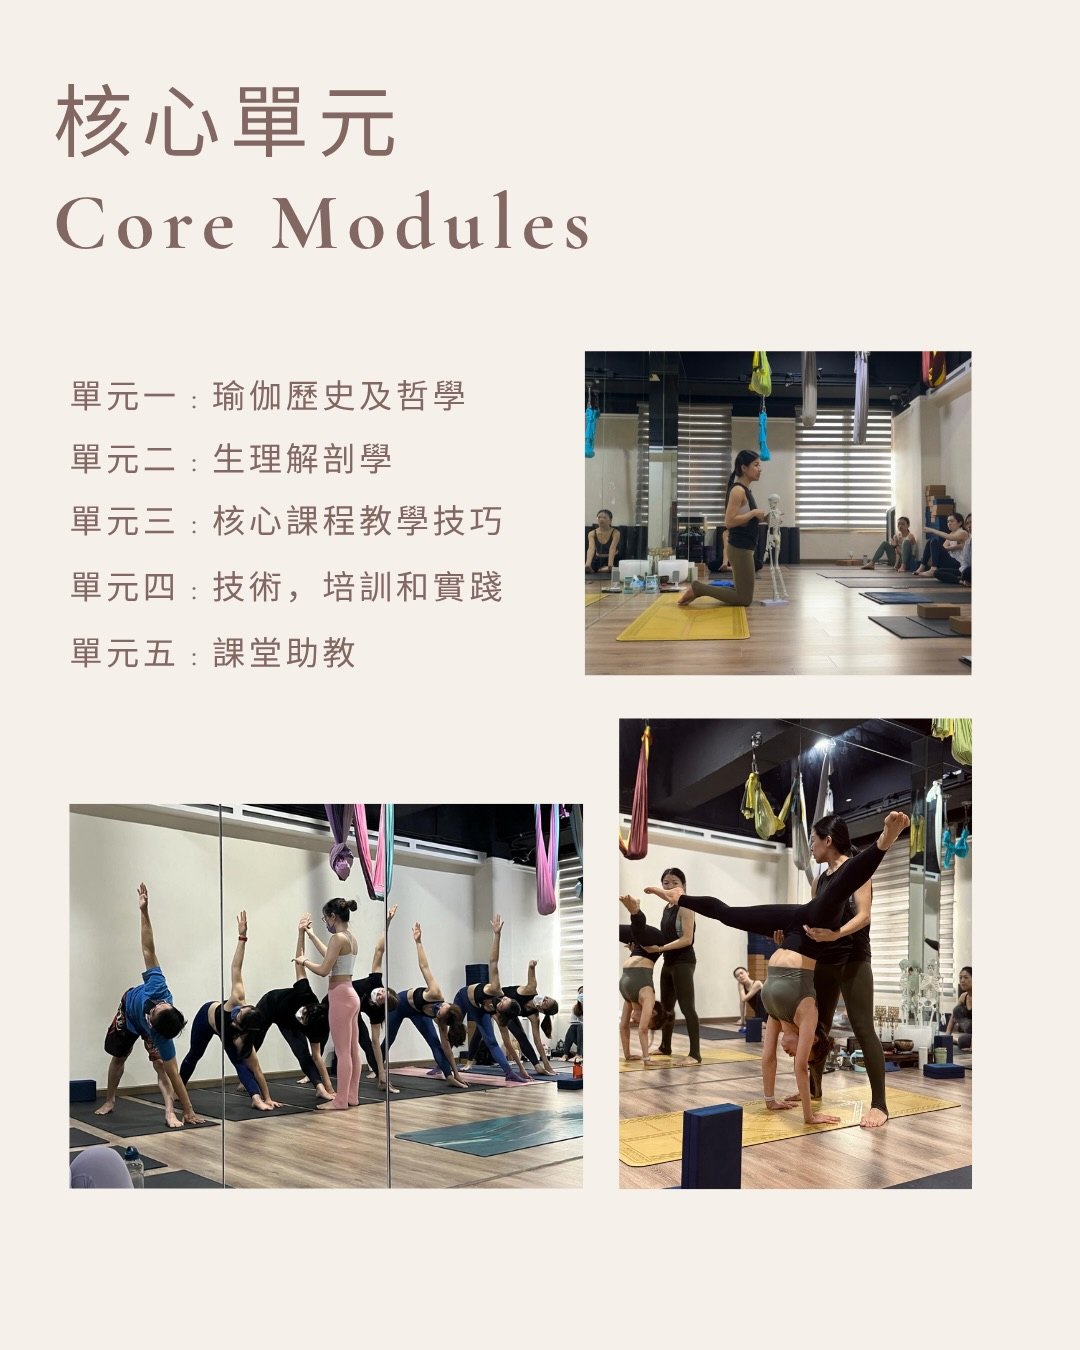 核心單元
Core Modules
單元一：瑜伽歷史及哲學
單元二：生理解剖學
單元三：核心課程教學技巧
單元四：技術，培訓和實踐
單元五：課堂助教